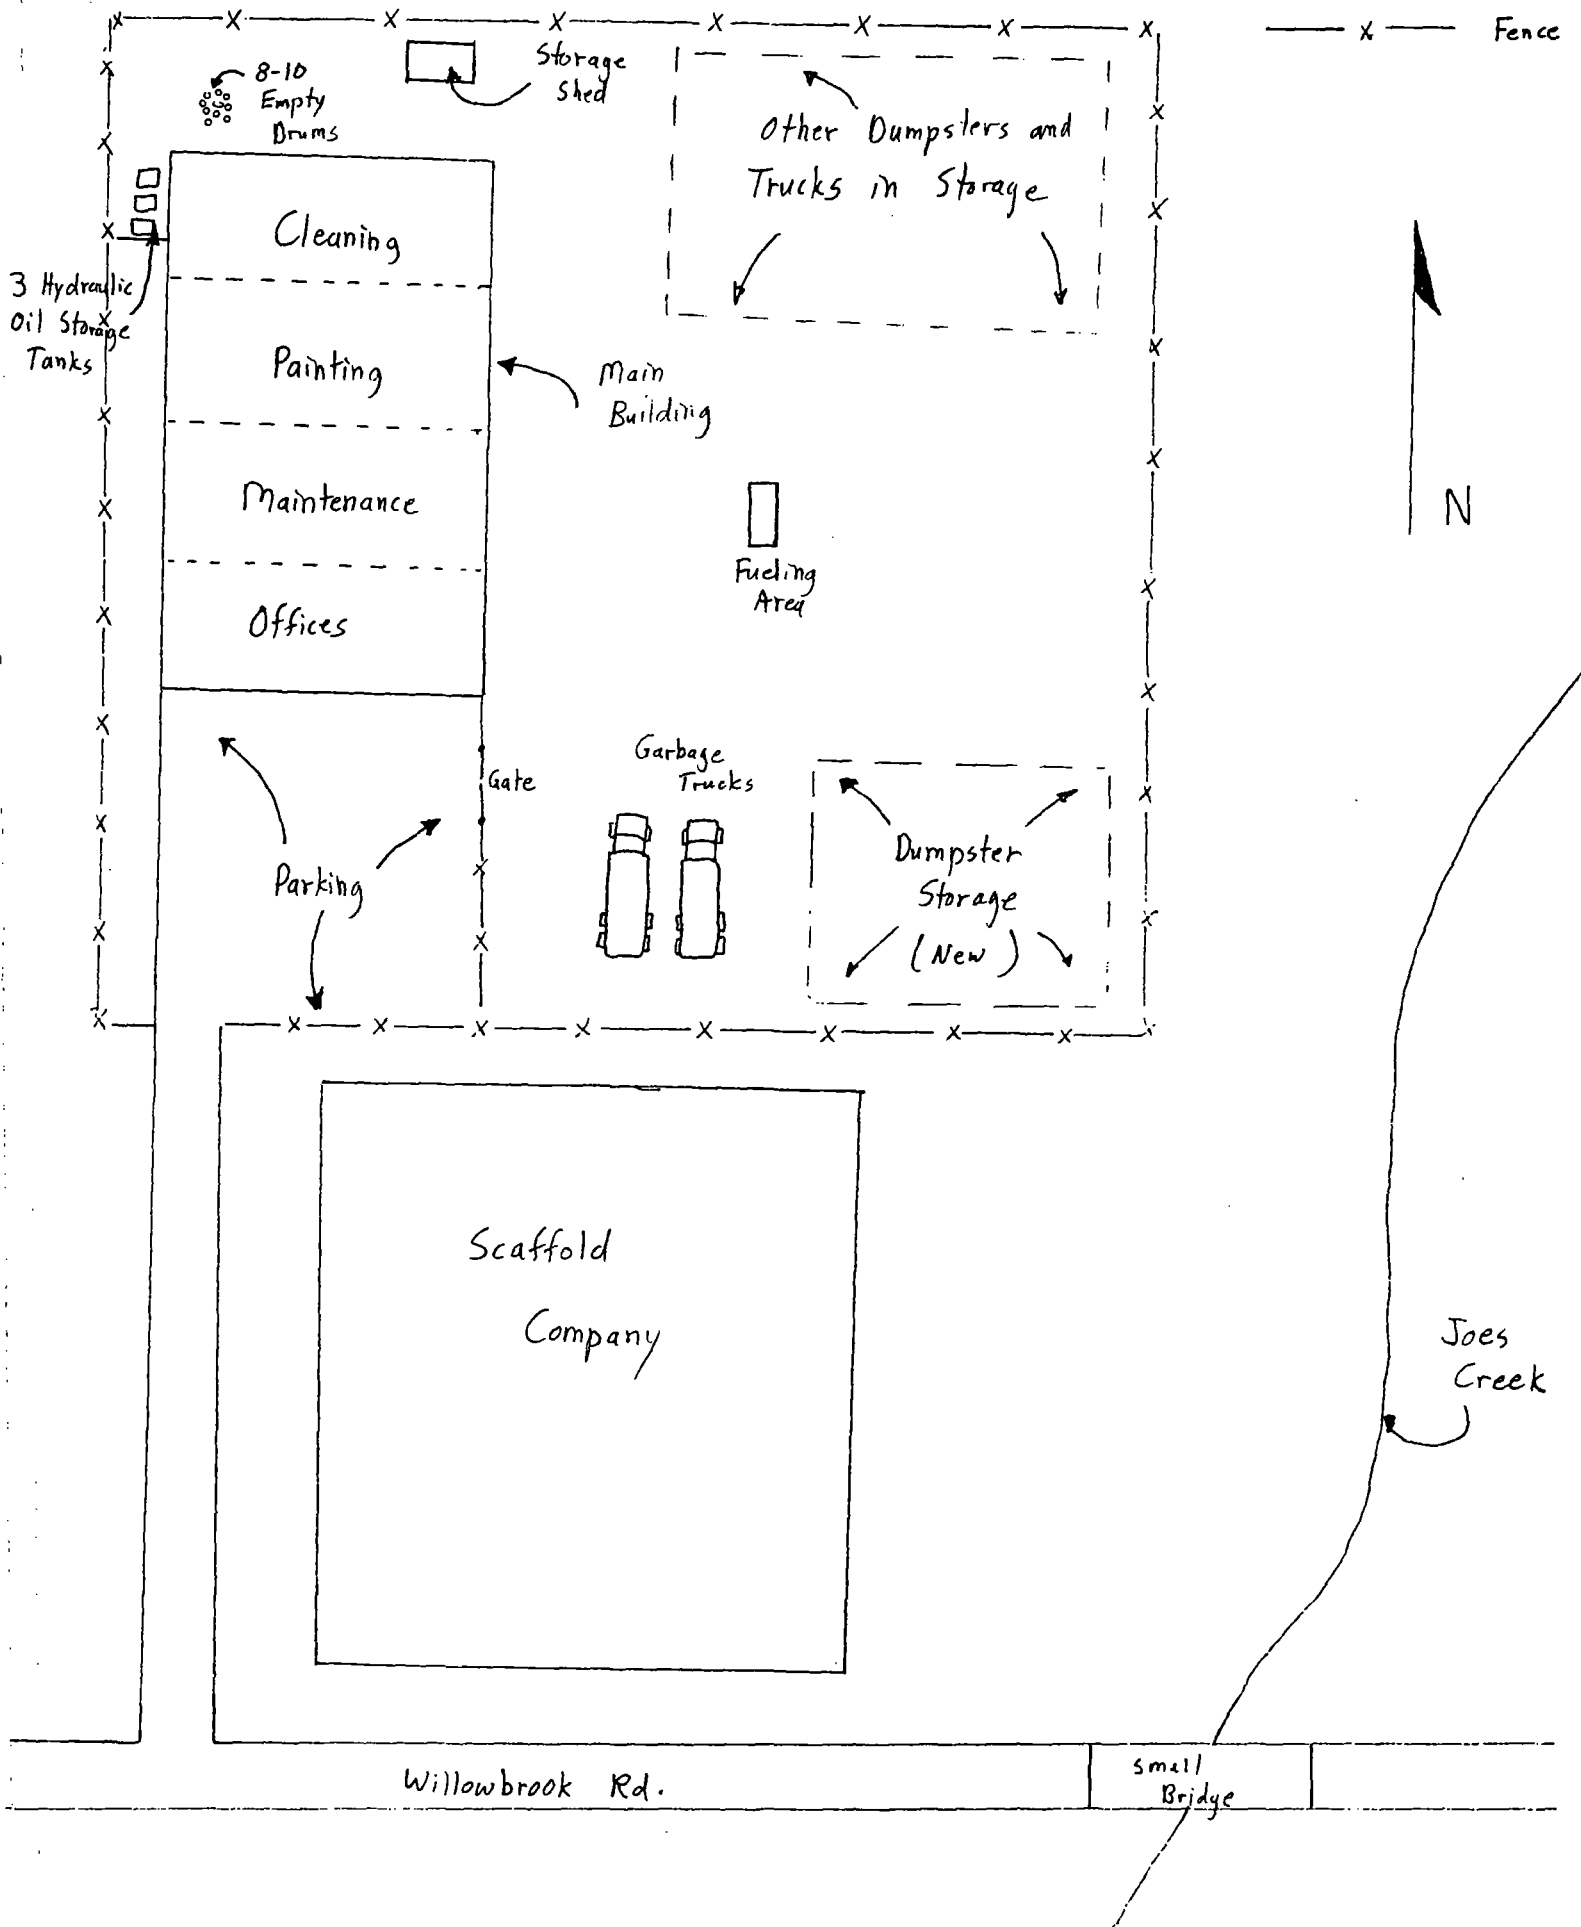 Fence
8-10
Empty
Drums
Storage
Shed
Other Dumpsters and
Trucks in Storage
Cleaning
3 Hydraulic
Oil Storage
Tanks
Painting
Main
Building
Maintenance
N
Fueling
Area
Offices
Garbage
Trucks
Gate
Parking
Dumpster
Storage
(New)
Scaffold
Company
Joes
Creek
Willowbrook Rd.
Small
Bridge